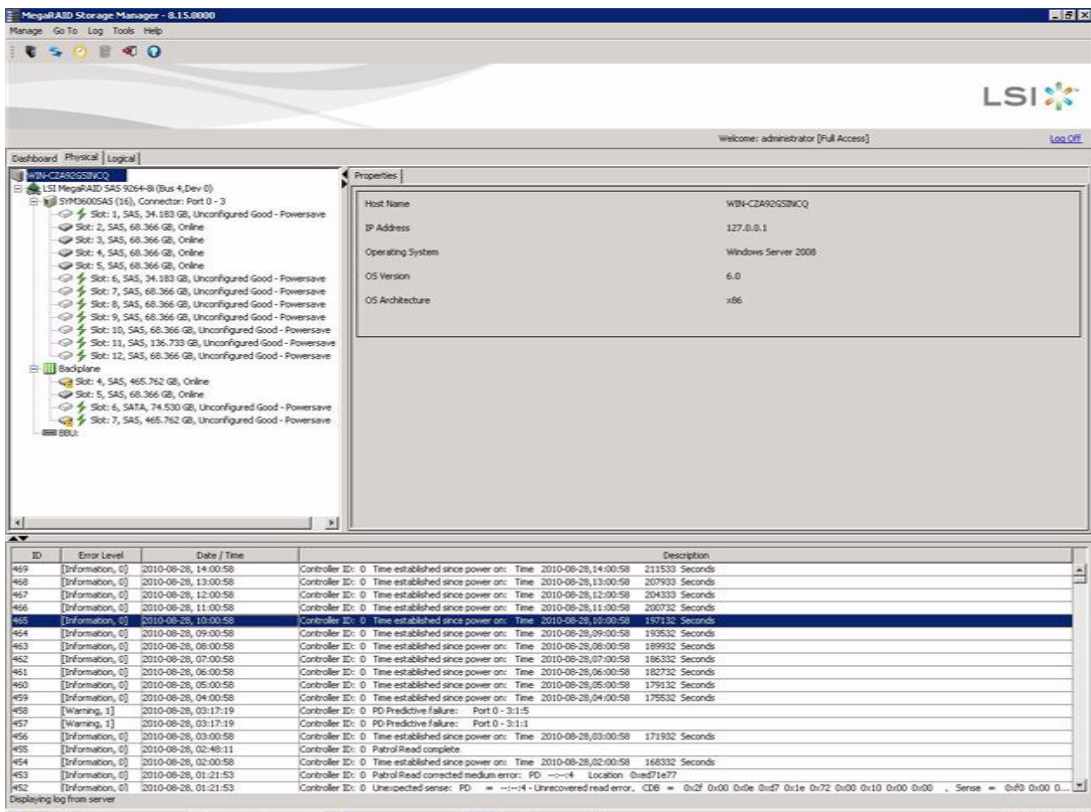 MegaRAID Storage Manager - 8.15.0000
Manage Go To Log Tools Help
LSI
Welcome: administrator [Full Access]
Log Off
Dashboard Physical Logical
WIN-CZA92GSINCQ
LSI MegaRAID SAS 9264-8i (Bus 4,Dev 0)
SYM3600SAS (16), Connector: Port 0 - 3
Slot: 1, SAS, 34.183 GB, Unconfigured Good - Powersave
Slot: 2, SAS, 68.366 GB, Online
Slot: 3, SAS, 68.366 GB, Online
Slot: 4, SAS, 68.366 GB, Online
Slot: 5, SAS, 68.366 GB, Online
Slot: 6, SAS, 34.183 GB, Unconfigured Good - Powersave
Slot: 7, SAS, 68.366 GB, Unconfigured Good - Powersave
Slot: 8, SAS, 68.366 GB, Unconfigured Good - Powersave
Slot: 9, SAS, 68.366 GB, Unconfigured Good - Powersave
Slot: 10, SAS, 68.366 GB, Unconfigured Good - Powersave
Slot: 11, SAS, 136.733 GB, Unconfigured Good - Powersave
Slot: 12, SAS, 68.366 GB, Unconfigured Good - Powersave
Backplane
Slot: 4, SAS, 465.762 GB, Online
Slot: 5, SAS, 68.366 GB, Online
Slot: 6, SATA, 74.530 GB, Unconfigured Good - Powersave
Slot: 7, SAS, 465.762 GB, Unconfigured Good - Powersave
BBU:
Properties
Host Name WIN-CZA92GSINCQ
IP Address 127.0.0.1
Operating System Windows Server 2008
OS Version 6.0
OS Architecture x86
ID Error Level Date / Time Description
469 [Information, 0] 2010-08-28, 14:00:58 Controller ID: 0 Time established since power on: Time 2010-08-28,14:00:58 211533 Seconds
468 [Information, 0] 2010-08-28, 13:00:58 Controller ID: 0 Time established since power on: Time 2010-08-28,13:00:58 207933 Seconds
467 [Information, 0] 2010-08-28, 12:00:58 Controller ID: 0 Time established since power on: Time 2010-08-28,12:00:58 204333 Seconds
466 [Information, 0] 2010-08-28, 11:00:58 Controller ID: 0 Time established since power on: Time 2010-08-28,11:00:58 200732 Seconds
465 [Information, 0] 2010-08-28, 10:00:58 Controller ID: 0 Time established since power on: Time 2010-08-28,10:00:58 197132 Seconds
464 [Information, 0] 2010-08-28, 09:00:58 Controller ID: 0 Time established since power on: Time 2010-08-28,09:00:58 193532 Seconds
463 [Information, 0] 2010-08-28, 08:00:58 Controller ID: 0 Time established since power on: Time 2010-08-28,08:00:58 189932 Seconds
462 [Information, 0] 2010-08-28, 07:00:58 Controller ID: 0 Time established since power on: Time 2010-08-28,07:00:58 186332 Seconds
461 [Information, 0] 2010-08-28, 06:00:58 Controller ID: 0 Time established since power on: Time 2010-08-28,06:00:58 182732 Seconds
460 [Information, 0] 2010-08-28, 05:00:58 Controller ID: 0 Time established since power on: Time 2010-08-28,05:00:58 179132 Seconds
459 [Information, 0] 2010-08-28, 04:00:58 Controller ID: 0 Time established since power on: Time 2010-08-28,04:00:58 175532 Seconds
458 [Warning, 1] 2010-08-28, 03:17:19 Controller ID: 0 PD Predictive failure: Port 0 - 3:1:5
457 [Warning, 1] 2010-08-28, 03:17:19 Controller ID: 0 PD Predictive failure: Port 0 - 3:1:1
456 [Information, 0] 2010-08-28, 03:00:58 Controller ID: 0 Time established since power on: Time 2010-08-28,03:00:58 171932 Seconds
455 [Information, 0] 2010-08-28, 02:48:11 Controller ID: 0 Patrol Read complete
454 [Information, 0] 2010-08-28, 02:00:58 Controller ID: 0 Time established since power on: Time 2010-08-28,02:00:58 168332 Seconds
453 [Information, 0] 2010-08-28, 01:21:53 Controller ID: 0 Patrol Read corrected medium error: PD --:--:4 Location 0xed71e77
452 [Information, 0] 2010-08-28, 01:21:53 Controller ID: 0 Unexpected sense: PD = --:--:4 - Unrecovered read error, CDB = 0x2f 0x00 0x0e 0xd7 0x1e 0x72 0x00 0x10 0x00 0x00 , Sense = 0xf0 0x00 0...
Displaying log from server